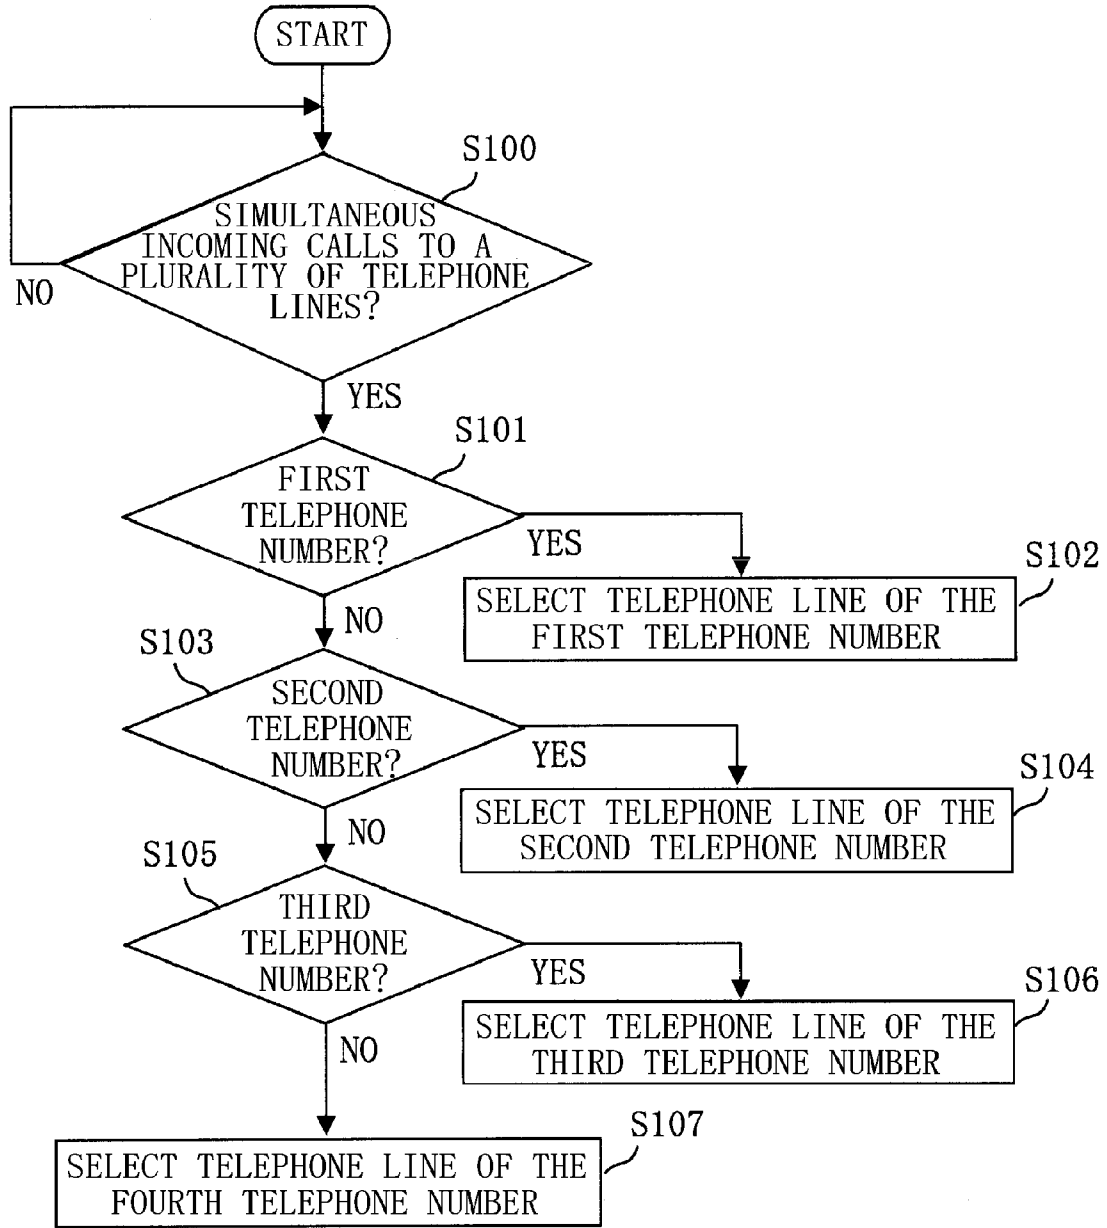 START
S100
SIMULTANEOUS
INCOMING CALLS TO A
PLURALITY OF TELEPHONE
LINES?
NO
YES
S101
FIRST
TELEPHONE
NUMBER?
YES
S102
SELECT TELEPHONE LINE OF THE
FIRST TELEPHONE NUMBER
NO
S103
SECOND
TELEPHONE
NUMBER?
YES
S104
SELECT TELEPHONE LINE OF THE
SECOND TELEPHONE NUMBER
NO
S105
THIRD
TELEPHONE
NUMBER?
YES
S106
SELECT TELEPHONE LINE OF THE
THIRD TELEPHONE NUMBER
NO
S107
SELECT TELEPHONE LINE OF THE
FOURTH TELEPHONE NUMBER